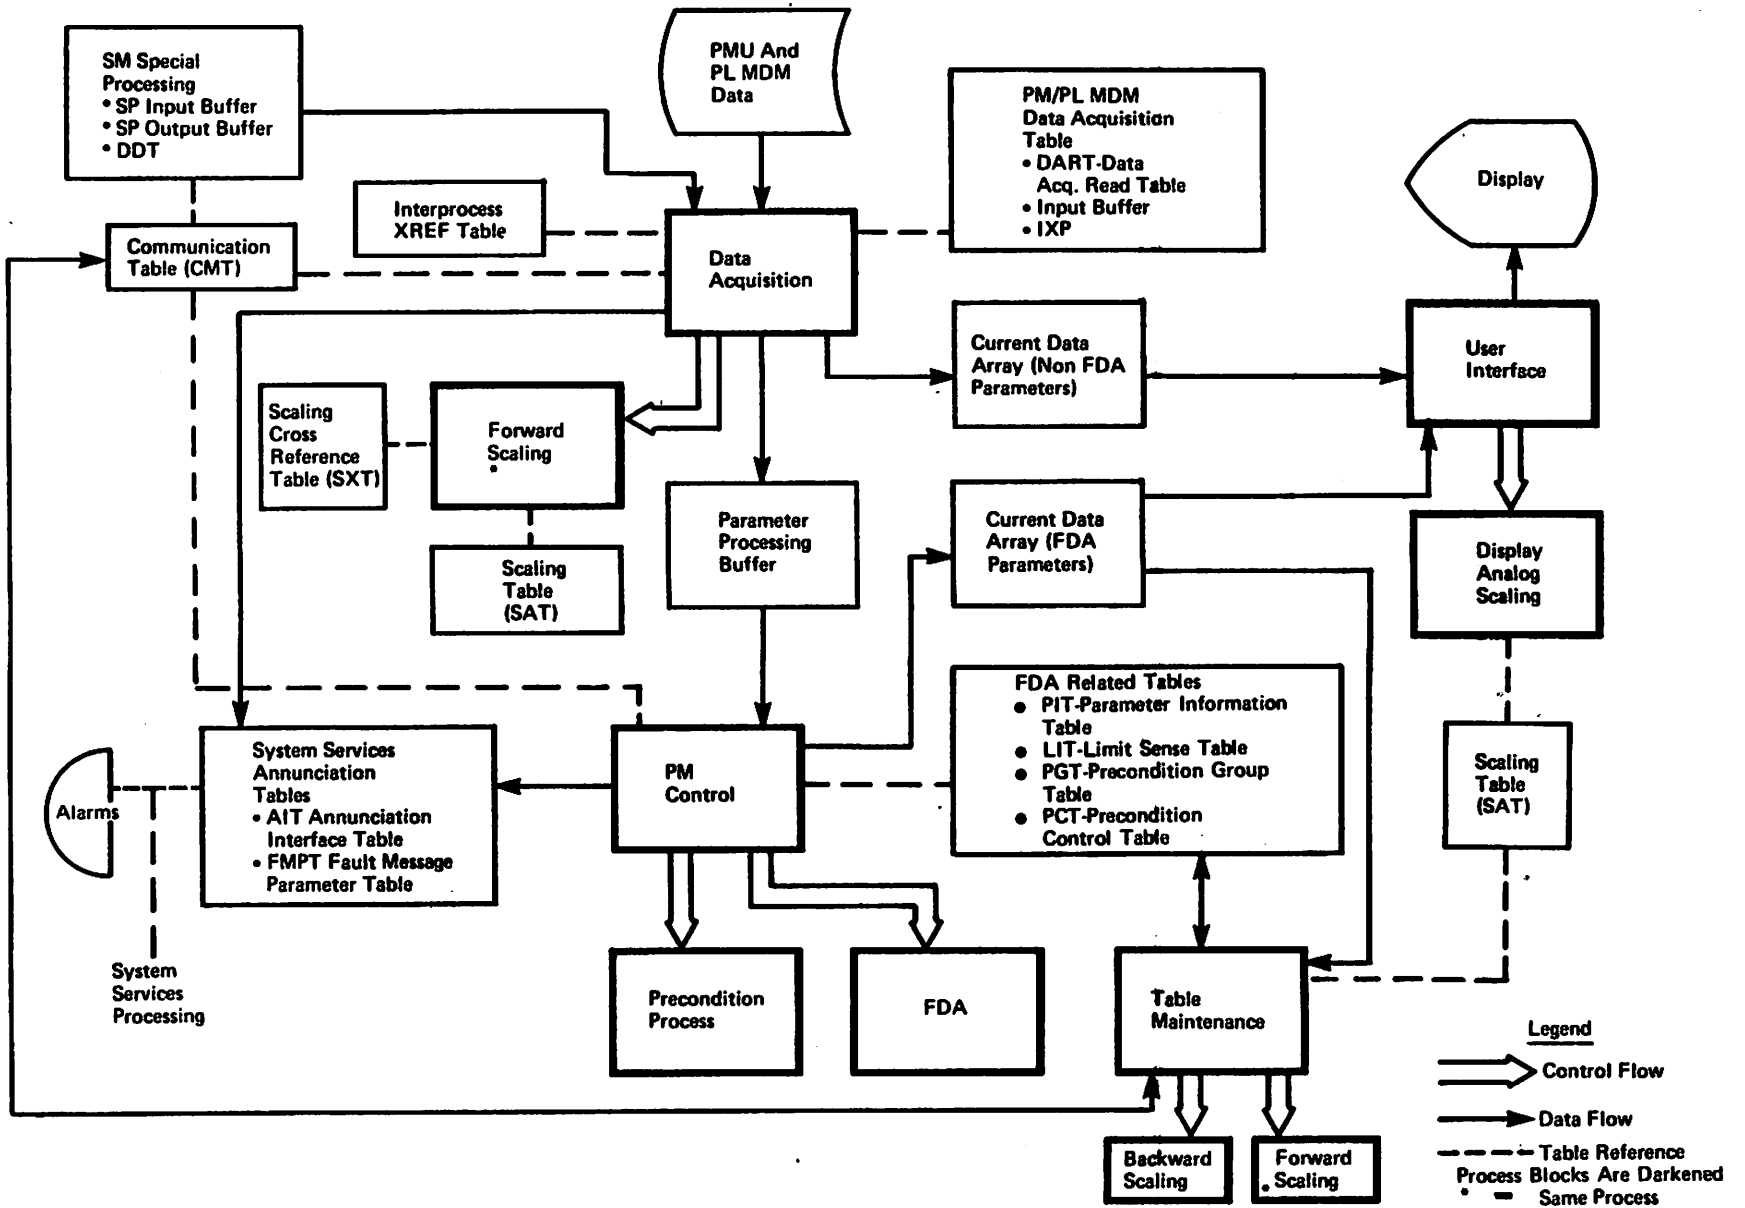 SM Special
Processing
• SP Input Buffer
• SP Output Buffer
• DDT
PMU And
PL MDM
Data
PM/PL MDM
Data Acquisition
Table
• DART-Data
Acq. Read Table
• Input Buffer
• IXP
Display
Interprocess
XREF Table
Communication
Table (CMT)
Data
Acquisition
Current Data
Array (Non FDA
Parameters)
User
Interface
Scaling
Cross
Reference
Table (SXT)
Forward
Scaling
*
Parameter
Processing
Buffer
Current Data
Array (FDA
Parameters)
Display
Analog
Scaling
Scaling
Table
(SAT)
FDA Related Tables
● PIT-Parameter Information
Table
● LIT-Limit Sense Table
● PGT-Precondition Group
Table
● PCT-Precondition
Control Table
Scaling
Table
(SAT)
Alarms
System Services
Annunciation
Tables
• AIT Annunciation
Interface Table
• FMPT Fault Message
Parameter Table
PM
Control
System
Services
Processing
Precondition
Process
FDA
Table
Maintenance
Backward
Scaling
Forward
* Scaling
Legend
Control Flow
Data Flow
Table Reference
Process Blocks Are Darkened
* – Same Process